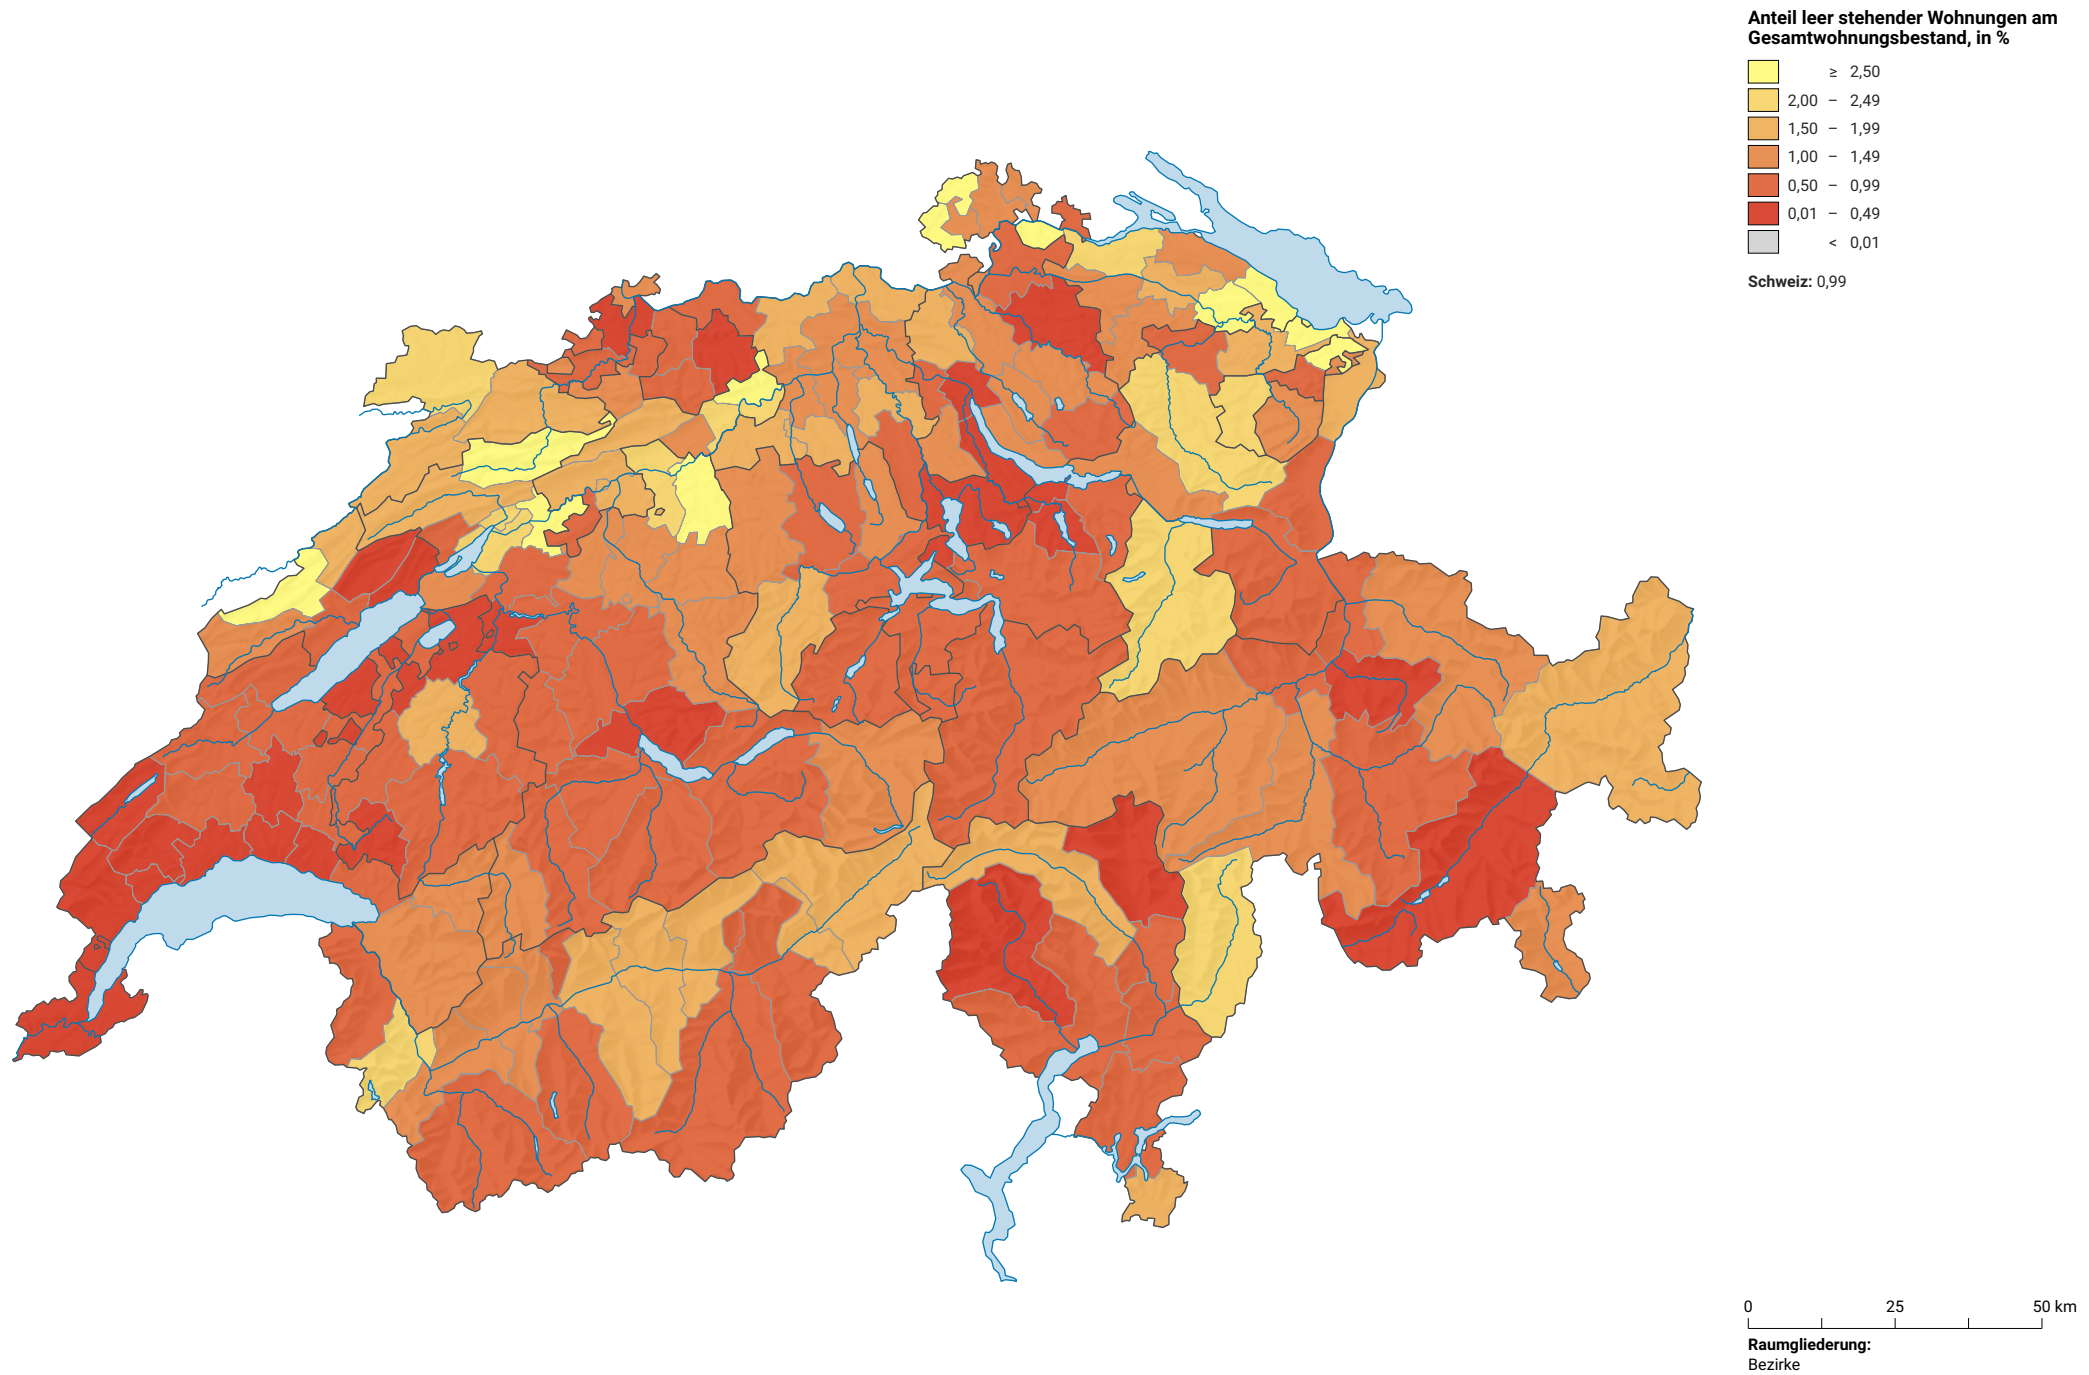 Anteil leer stehender Wohnungen am
Gesamtwohnungsbestand, in %
≥ 2,50
2,00 – 2,49
1,50 – 1,99
1,00 – 1,49
0,50 – 0,99
0,01 – 0,49
< 0,01
Schweiz: 0,99
0 25 50 km
Raumgliederung:
Bezirke